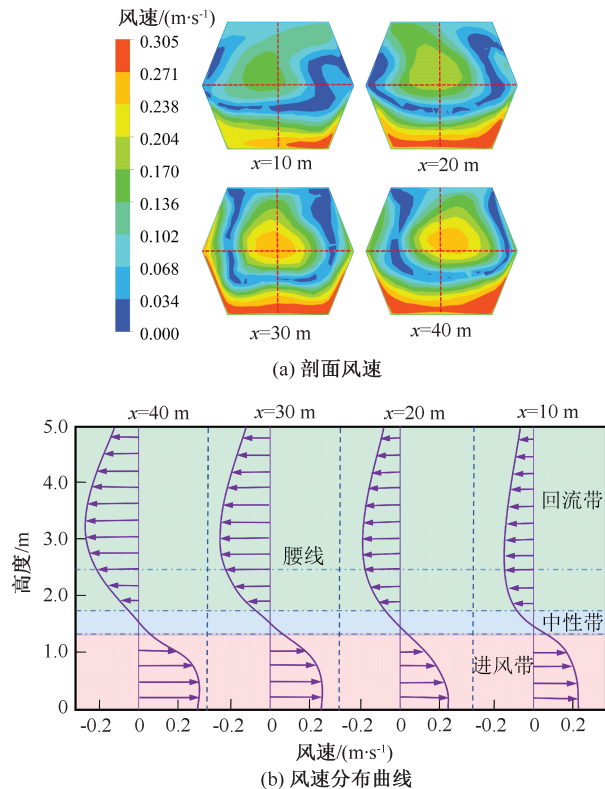 风速/(m·s⁻¹)
0.305
0.271
0.238
0.204
0.170
0.136
0.102
0.068
0.034
0.000
x=10 m
x=20 m
x=30 m
x=40 m
(a) 剖面风速
x=40 m x=30 m x=20 m x=10 m
5.0
4.0
3.0
2.0
1.0
0
高度/m
回流带
腰线
中性带
进风带
-0.2 0 0.2 -0.2 0 0.2 -0.2 0 0.2 -0.2 0 0.2
风速/(m·s⁻¹)
(b) 风速分布曲线